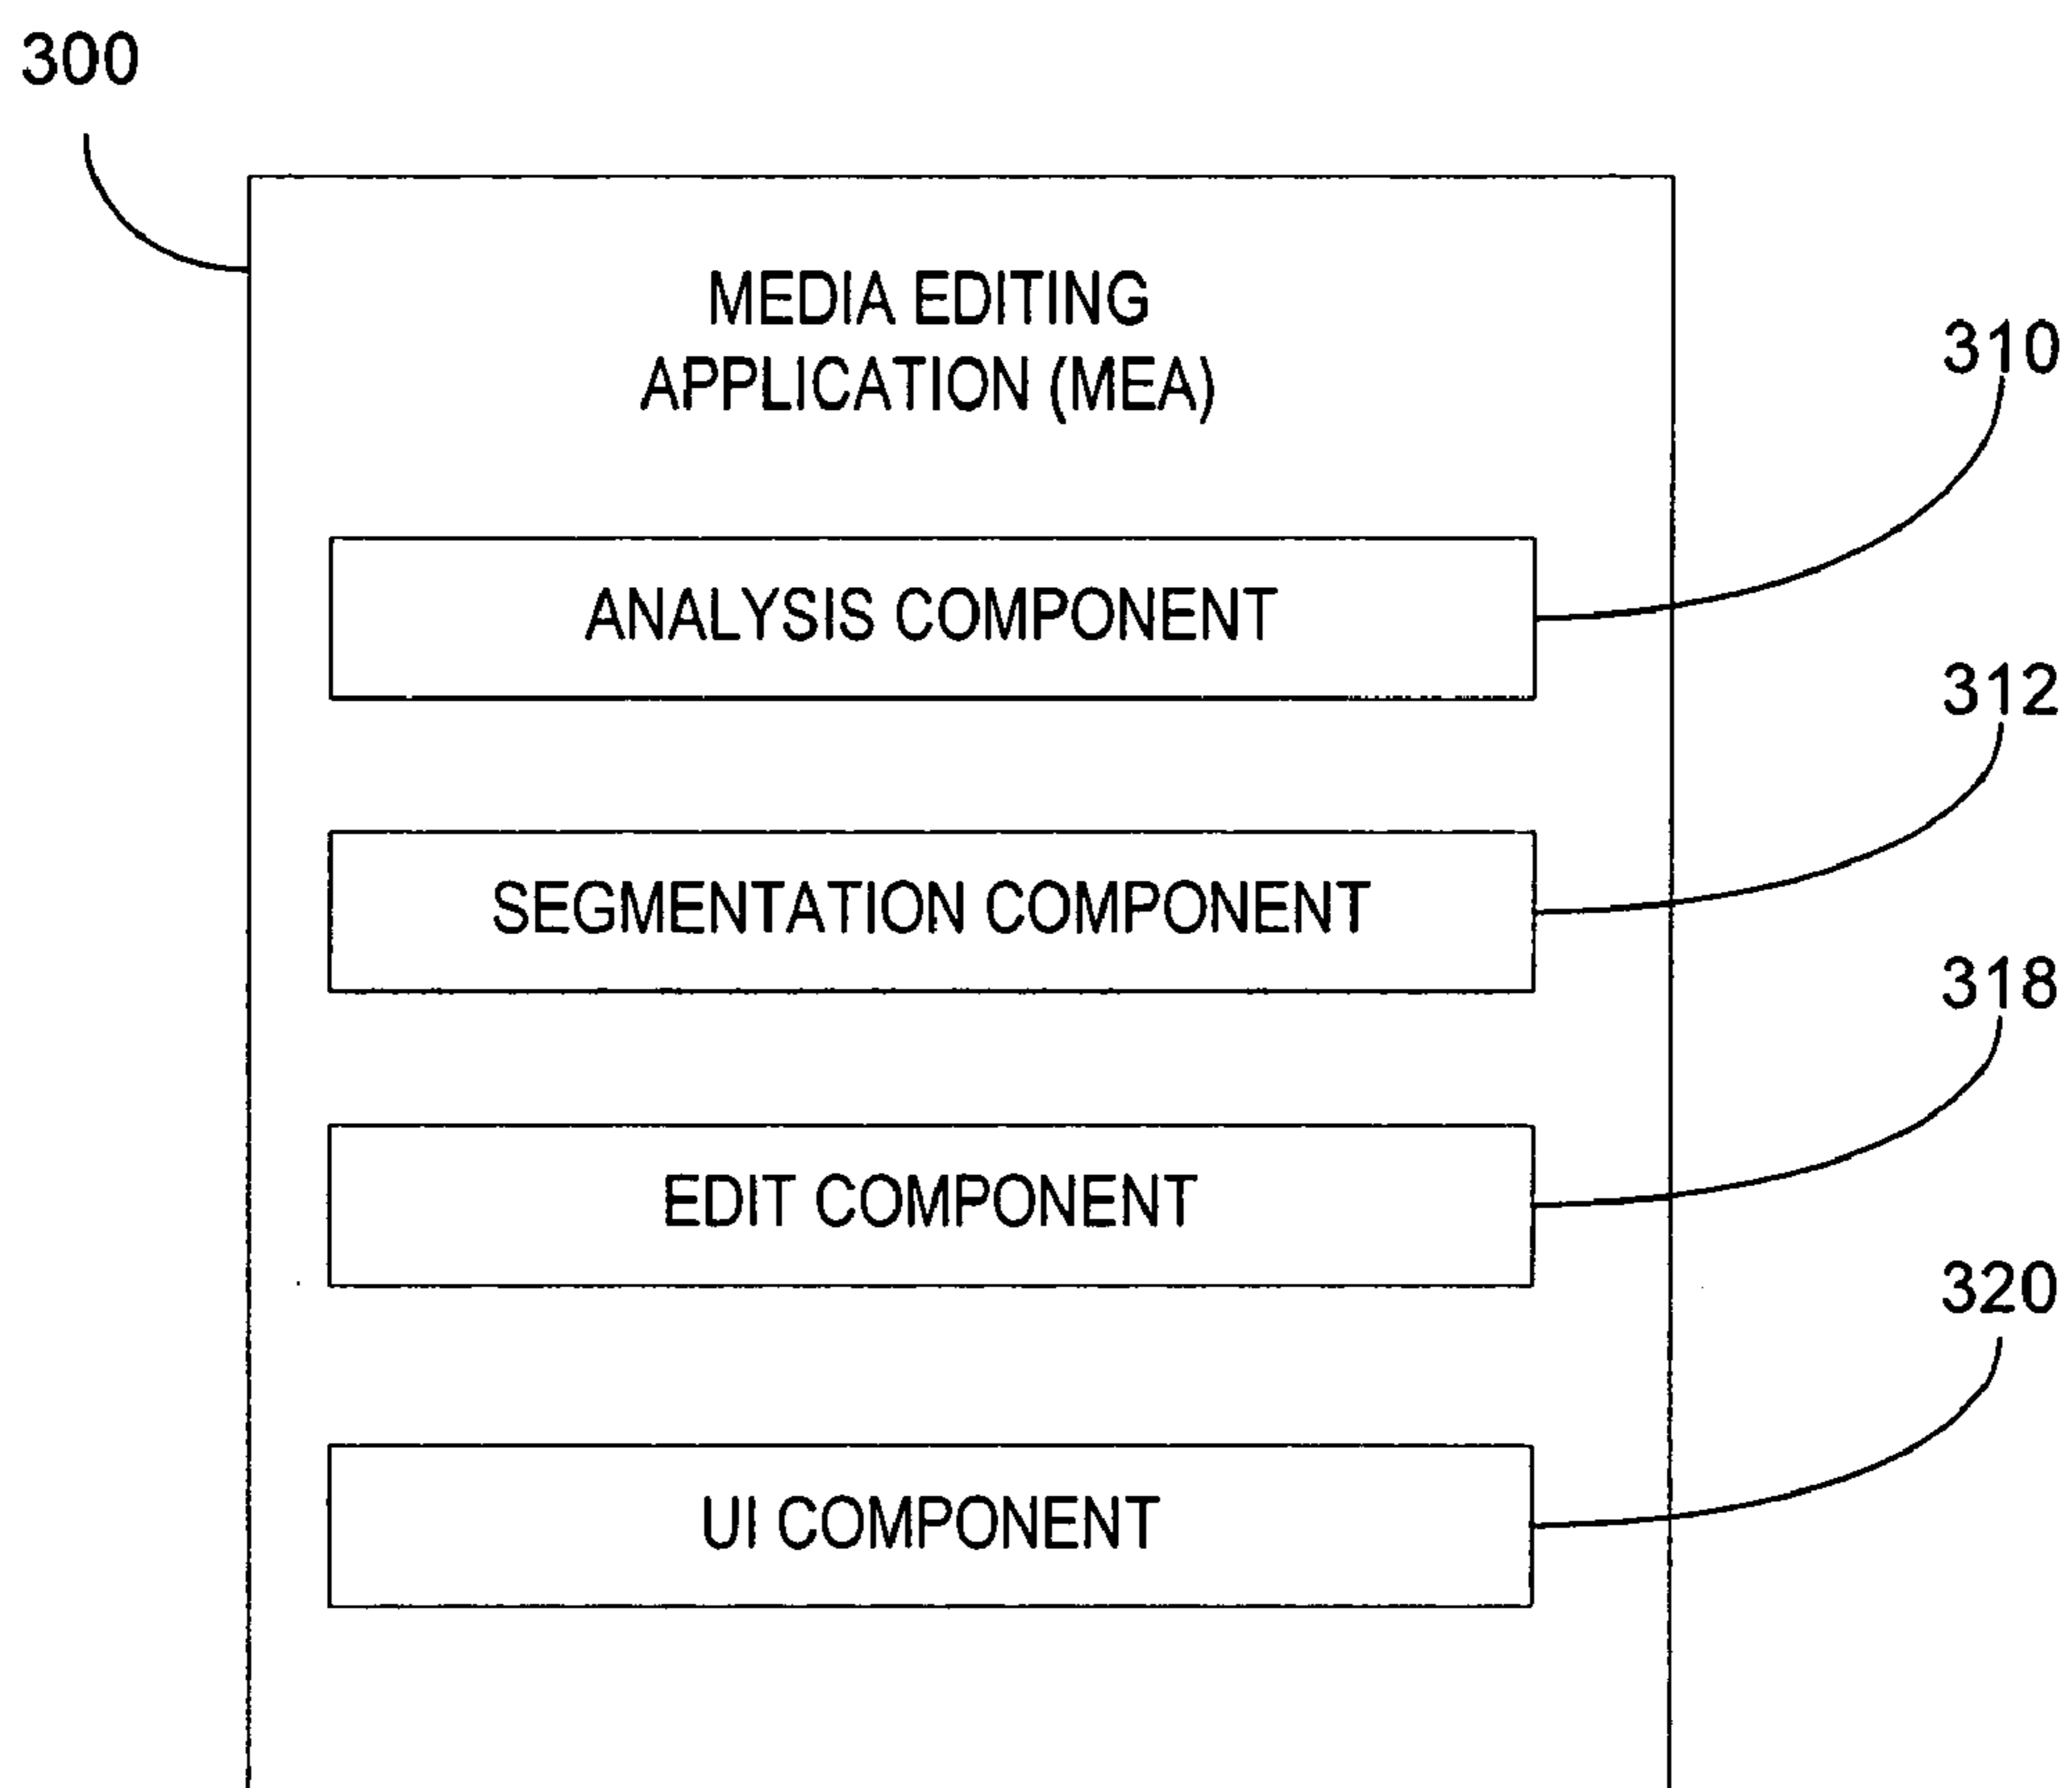 300
MEDIA EDITING
APPLICATION (MEA)
310
ANALYSIS COMPONENT
312
SEGMENTATION COMPONENT
318
EDIT COMPONENT
320
UI COMPONENT